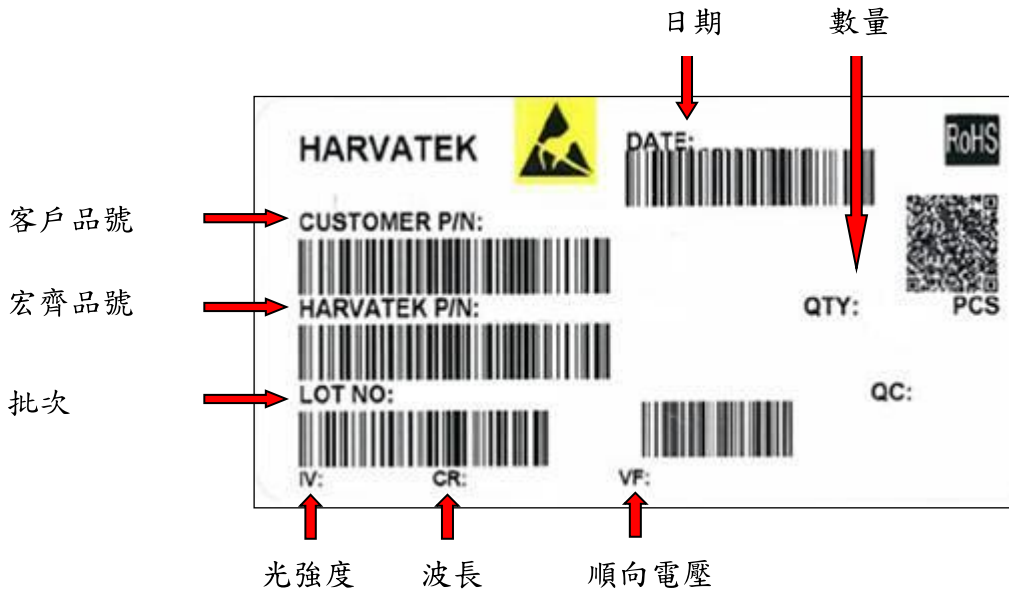 日期
數量
HARVATEK
DATE:
RoHS
客戶品號
CUSTOMER P/N:
宏齊品號
HARVATEK P/N:
QTY:
PCS
批次
LOT NO:
QC:
IV:
CR:
VF:
光強度
波長
順向電壓